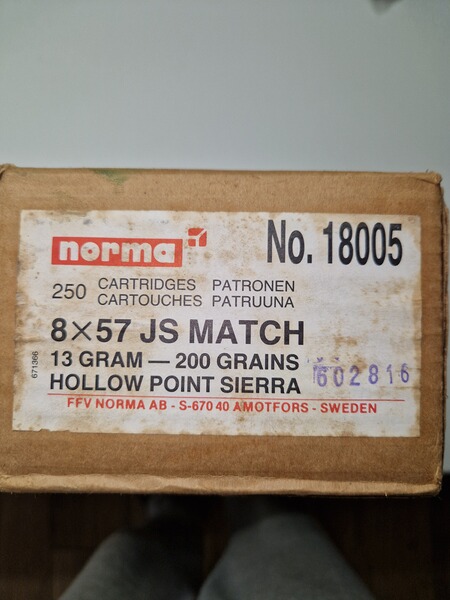 norma
No. 18005
250 CARTRIDGES PATRONEN
CARTOUCHES PATRUUNA
8×57 JS MATCH
13 GRAM — 200 GRAINS
HOLLOW POINT SIERRA
602816
671366
FFV NORMA AB - S-670 40 AMOTFORS - SWEDEN